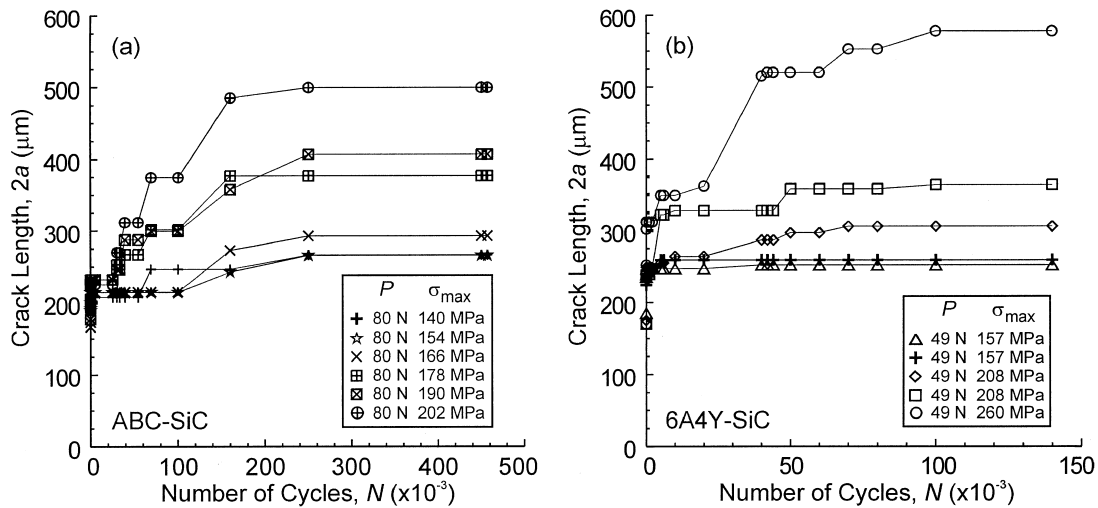 600
500
400
300
200
100
0
Crack Length, 2a (μm)
(a)
P σmax
80 N 140 MPa
80 N 154 MPa
80 N 166 MPa
80 N 178 MPa
80 N 190 MPa
80 N 202 MPa
ABC-SiC
0 100 200 300 400 500
Number of Cycles, N (x10⁻³)
600
500
400
300
200
100
0
Crack Length, 2a (μm)
(b)
P σmax
49 N 157 MPa
49 N 157 MPa
49 N 208 MPa
49 N 208 MPa
49 N 260 MPa
6A4Y-SiC
0 50 100 150
Number of Cycles, N (x10⁻³)